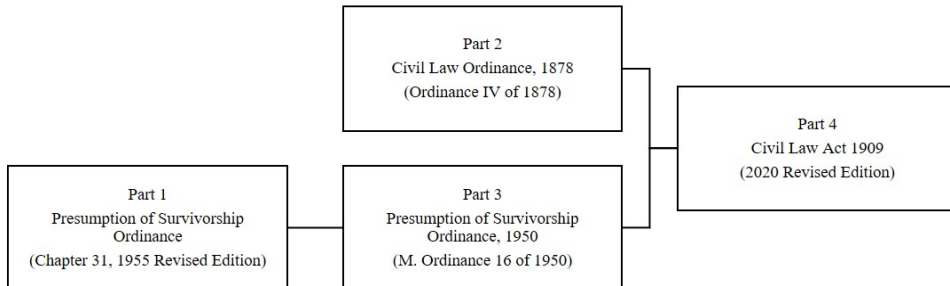 Part 2
Civil Law Ordinance, 1878
(Ordinance IV of 1878)
Part 4
Civil Law Act 1909
(2020 Revised Edition)
Part 1
Presumption of Survivorship
Ordinance
(Chapter 31, 1955 Revised Edition)
Part 3
Presumption of Survivorship
Ordinance, 1950
(M. Ordinance 16 of 1950)